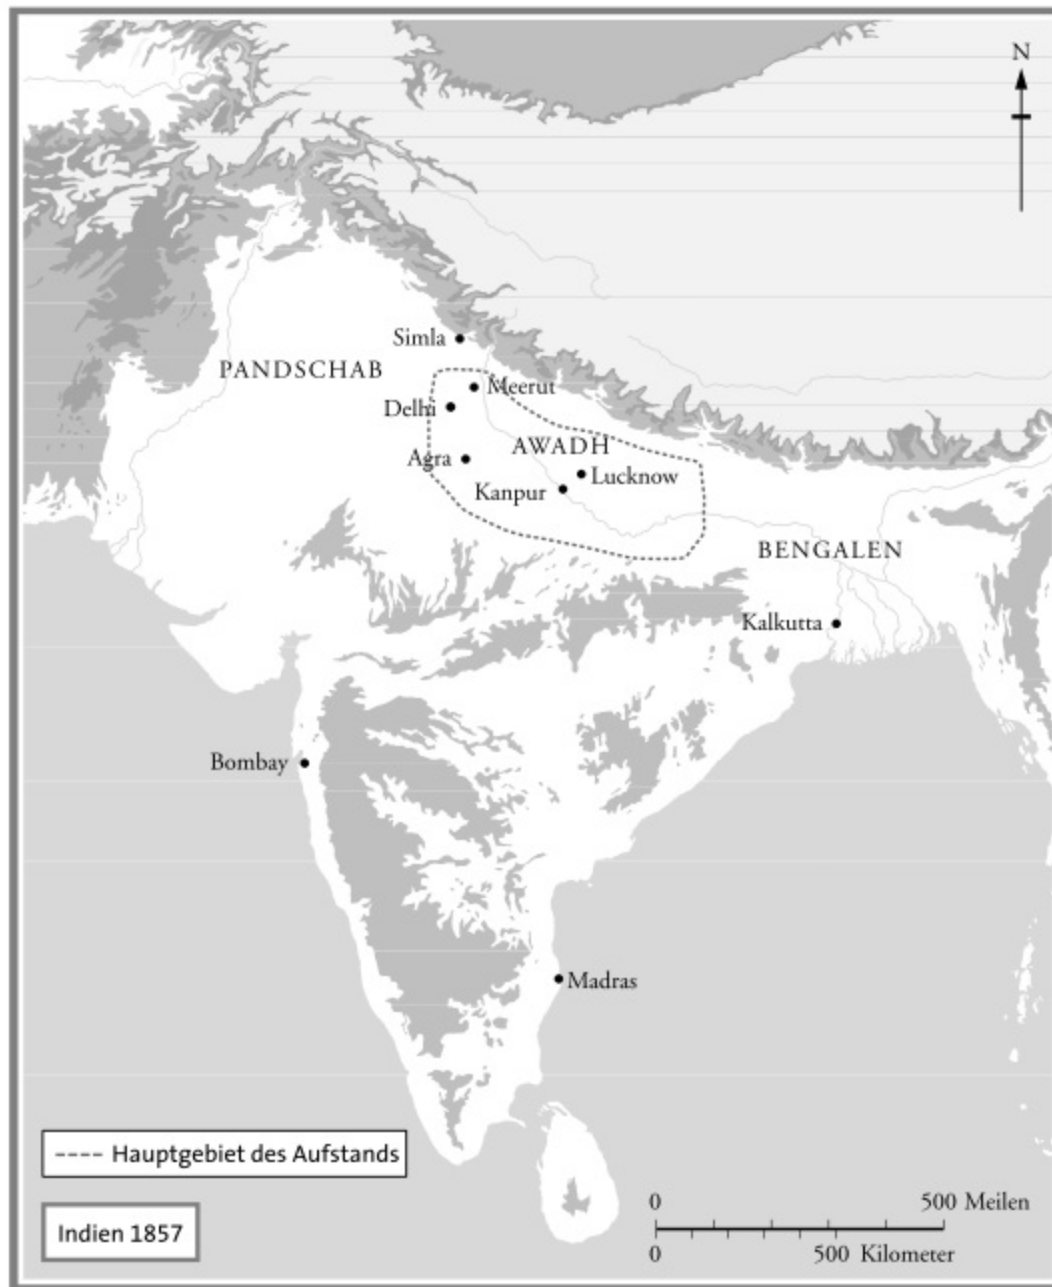 N
Simla
PANDSCHAB
Meerut
Delhi
AWADH
Agra
Lucknow
Kanpur
BENGALEN
Kalkutta
Bombay
Madras
Hauptgebiet des Aufstands
Indien 1857
0 500 Meilen
0 500 Kilometer